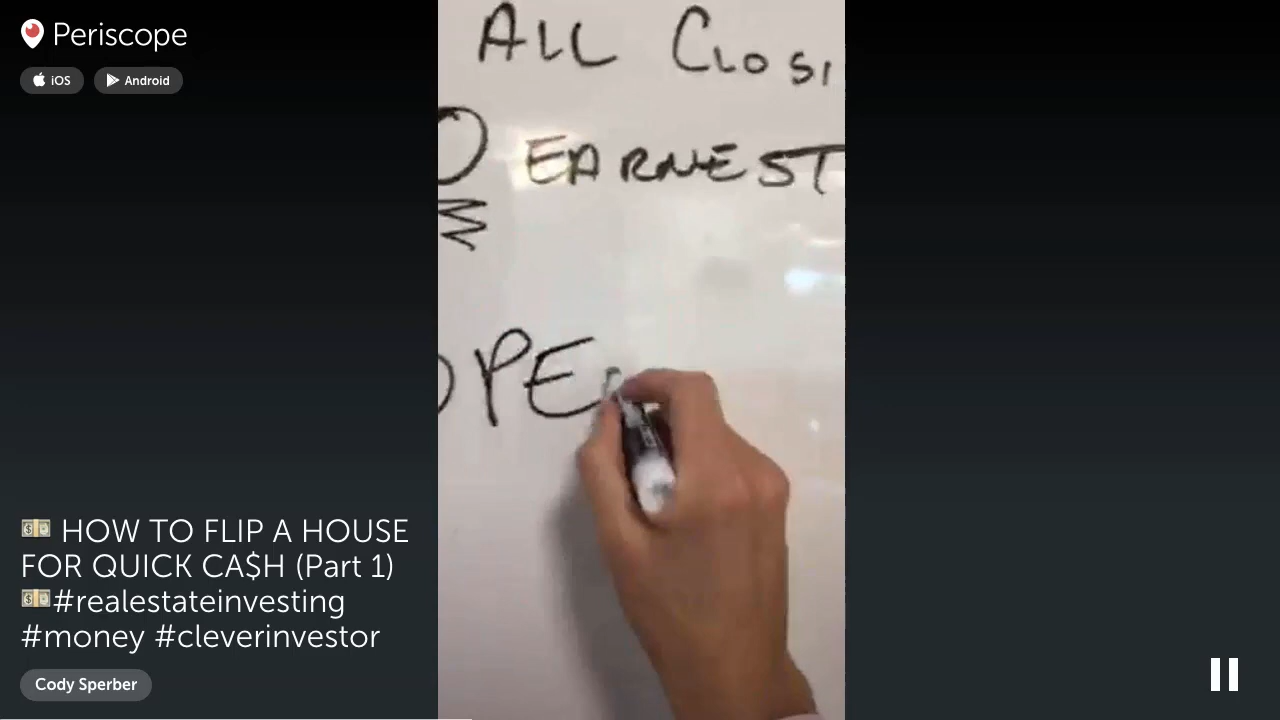 Periscope
iOS
Android
ALL CLOSI
EARNEST
OPE
HOW TO FLIP A HOUSE
FOR QUICK CA$H (Part 1)
#realestateinvesting
#money #cleverinvestor
Cody Sperber